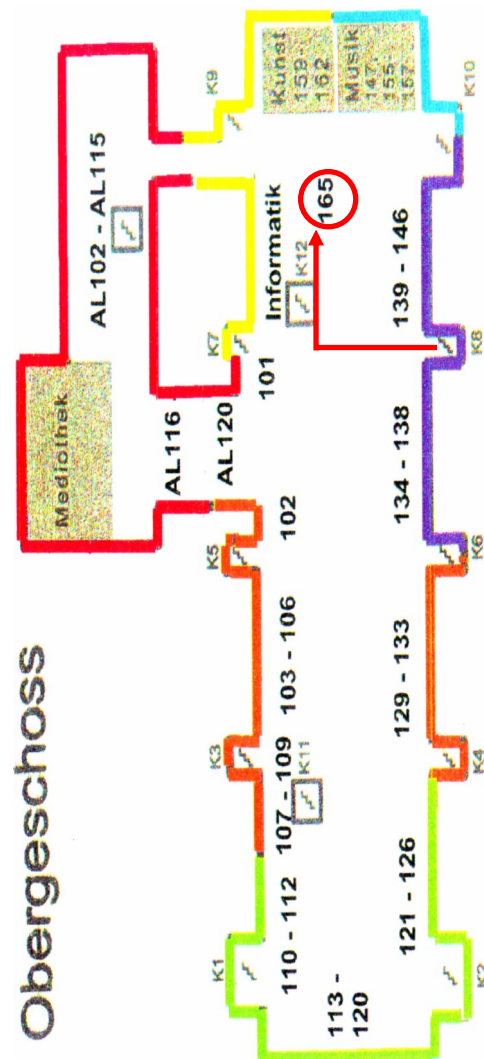 Obergeschoss
Mediothek
AL102 - AL115
AL116
AL120
K9
Kunst
159-
162
Musik
147,
155-
157
K10
Informatik
165
K12
K7
101
139 - 146
K8
134 - 138
K5
102
K6
103 - 106
129 - 133
K3
107 - 109
K11
K4
K1
110 - 112
121 - 126
113 -
120
K2